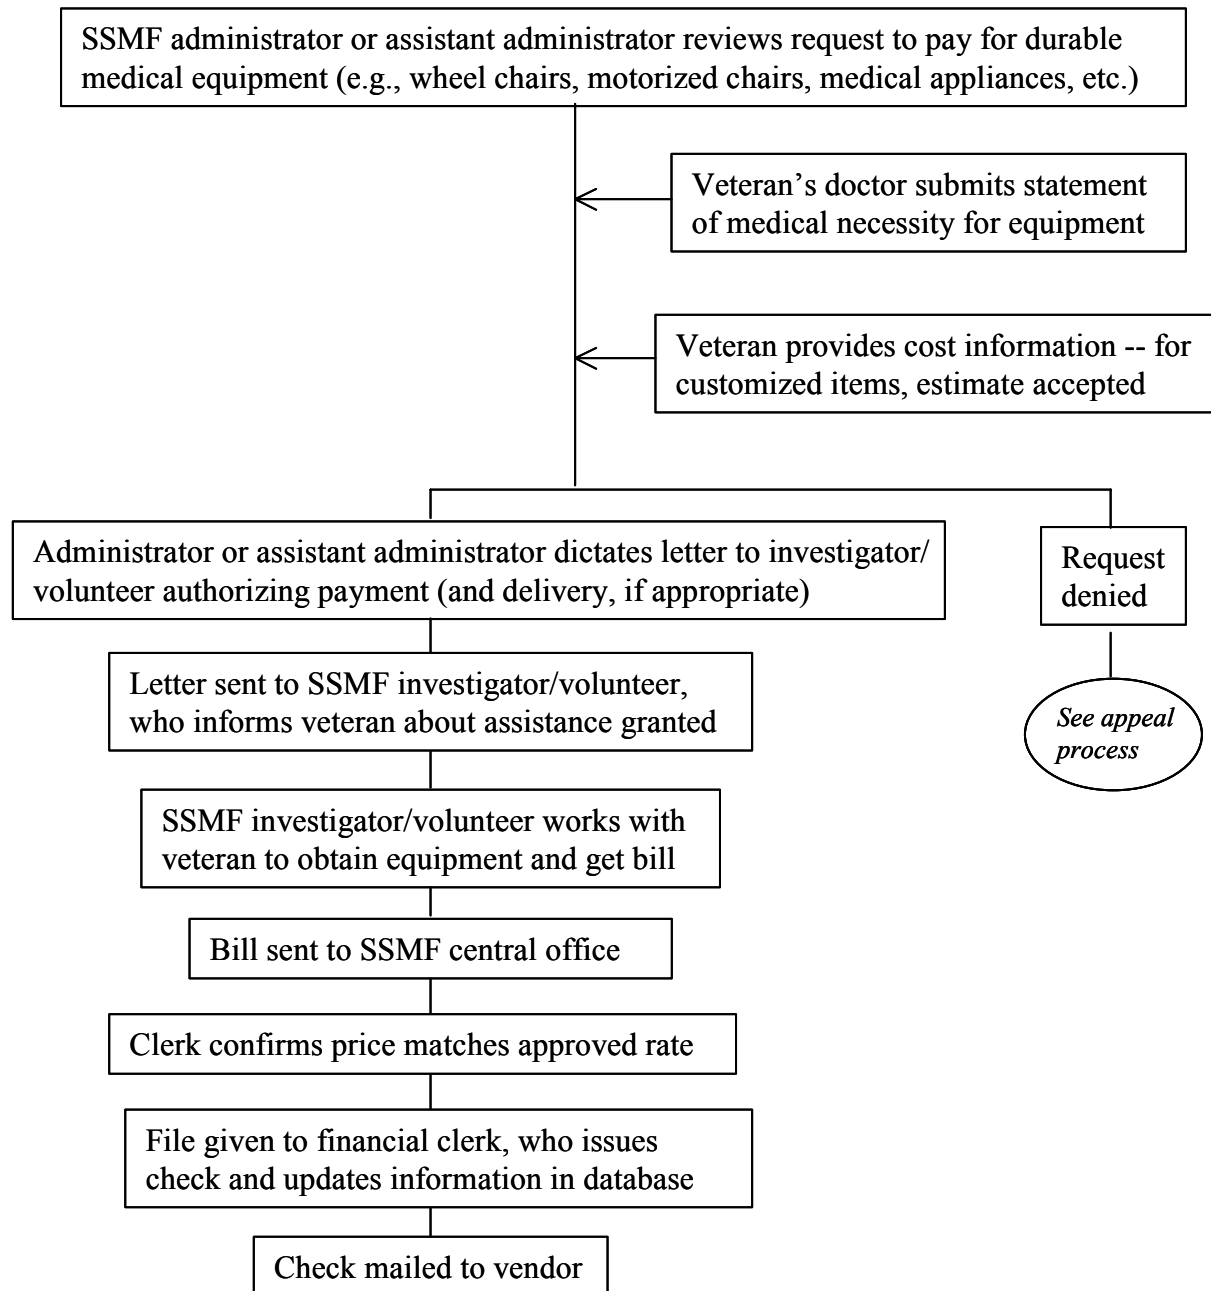 SSMF administrator or assistant administrator reviews request to pay for durable
medical equipment (e.g., wheel chairs, motorized chairs, medical appliances, etc.)
Veteran’s doctor submits statement
of medical necessity for equipment
Veteran provides cost information -- for
customized items, estimate accepted
Administrator or assistant administrator dictates letter to investigator/
volunteer authorizing payment (and delivery, if appropriate)
Request
denied
Letter sent to SSMF investigator/volunteer,
who informs veteran about assistance granted
See appeal
process
SSMF investigator/volunteer works with
veteran to obtain equipment and get bill
Bill sent to SSMF central office
Clerk confirms price matches approved rate
File given to financial clerk, who issues
check and updates information in database
Check mailed to vendor